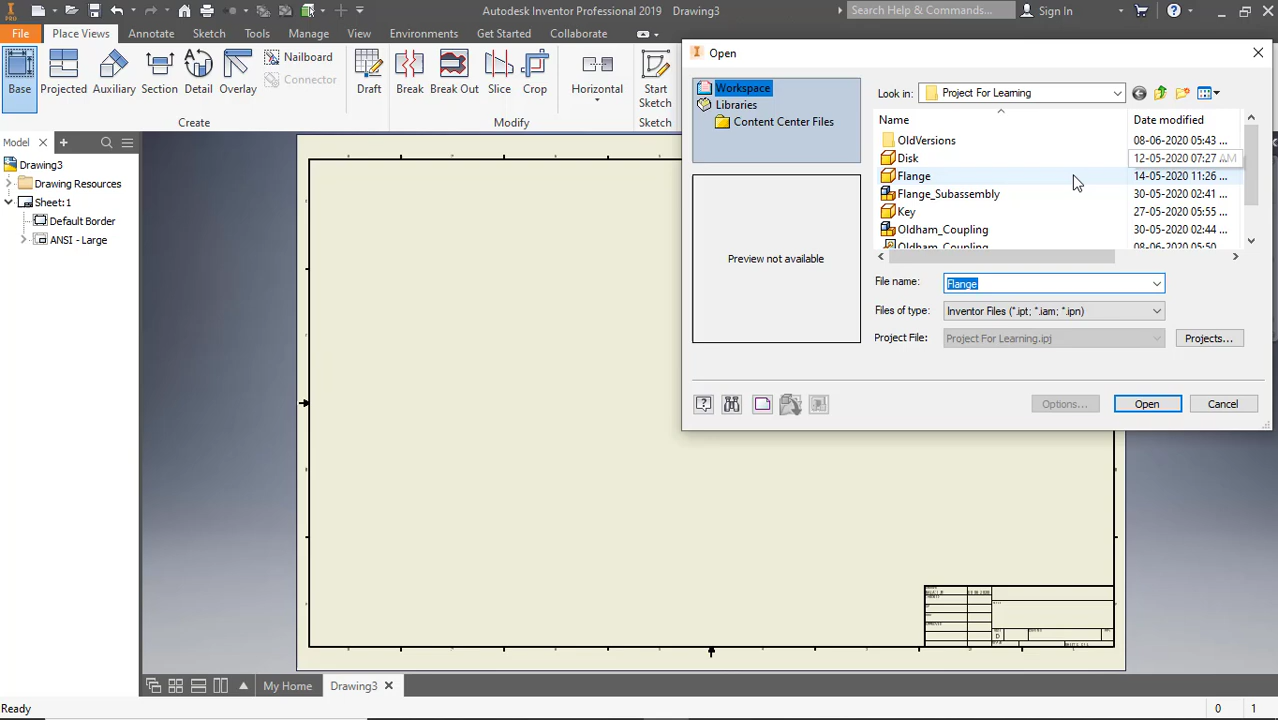 PRO
Autodesk Inventor Professional 2019 Drawing3
Search Help & Commands...
Sign In
File
Place Views
Annotate
Sketch
Tools
Manage
View
Environments
Get Started
Collaborate
Base
Projected
Auxiliary
Section
Detail
Overlay
Nailboard
Connector
Draft
Break
Break Out
Slice
Crop
Horizontal
Start
Sketch
Create
Modify
Sketch
Model
Drawing3
Drawing Resources
Sheet:1
Default Border
ANSI - Large
Open
Workspace
Libraries
Content Center Files
Look in:
Project For Learning
Name
Date modified
OldVersions
08-06-2020 05:43 ...
Disk
12-05-2020 07:27 AM
Flange
14-05-2020 11:26 ...
Flange_Subassembly
30-05-2020 02:41 ...
Key
27-05-2020 05:55 ...
Oldham_Coupling
30-05-2020 02:44 ...
Oldham_Coupling
08-06-2020 05:50
Preview not available
File name:
Flange
Files of type:
Inventor Files (*.ipt; *.iam; *.ipn)
Project File:
Project For Learning.ipj
Projects...
Options...
Open
Cancel
D
My Home
Drawing3
Ready
0
1